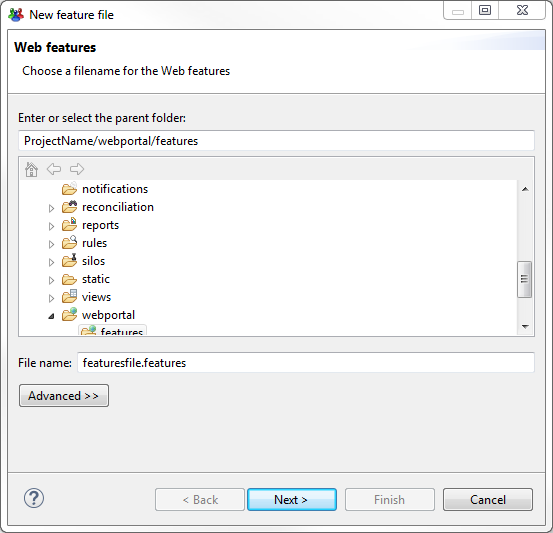 New feature file
Web features
Choose a filename for the Web features
Enter or select the parent folder:
ProjectName/webportal/features
notifications
reconciliation
reports
rules
silos
static
views
webportal
features
File name: featuresfile.features
Advanced >>
? < Back Next > Finish Cancel